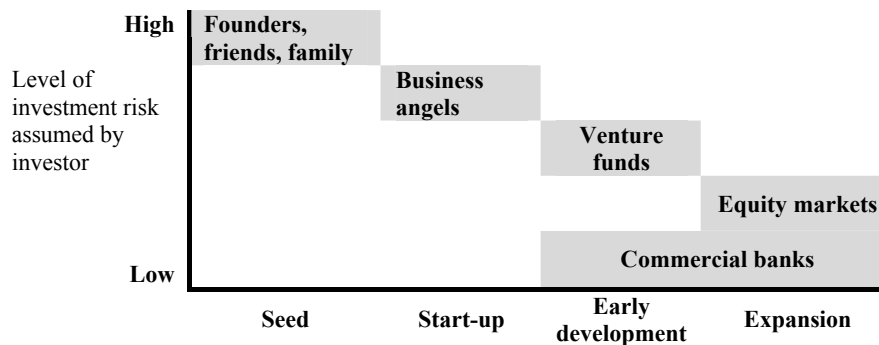 High
Founders,
friends, family
Level of
investment risk
assumed by
investor
Business
angels
Venture
funds
Equity markets
Commercial banks
Low
Seed
Start-up
Early
development
Expansion